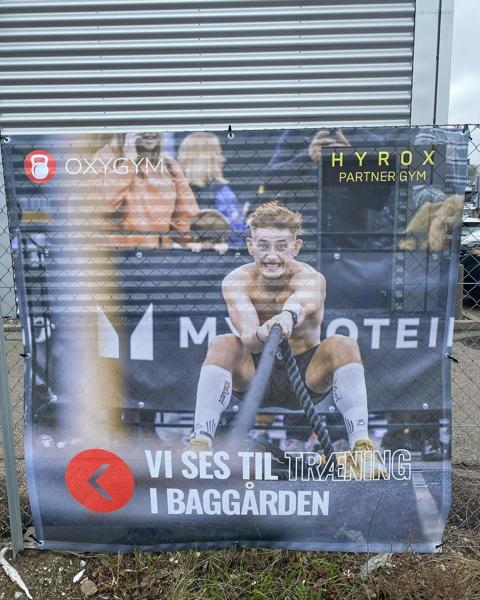 OXYGYM
HYROX
PARTNER GYM
VI SES TIL TRÆNING
I BAGGÅRDEN